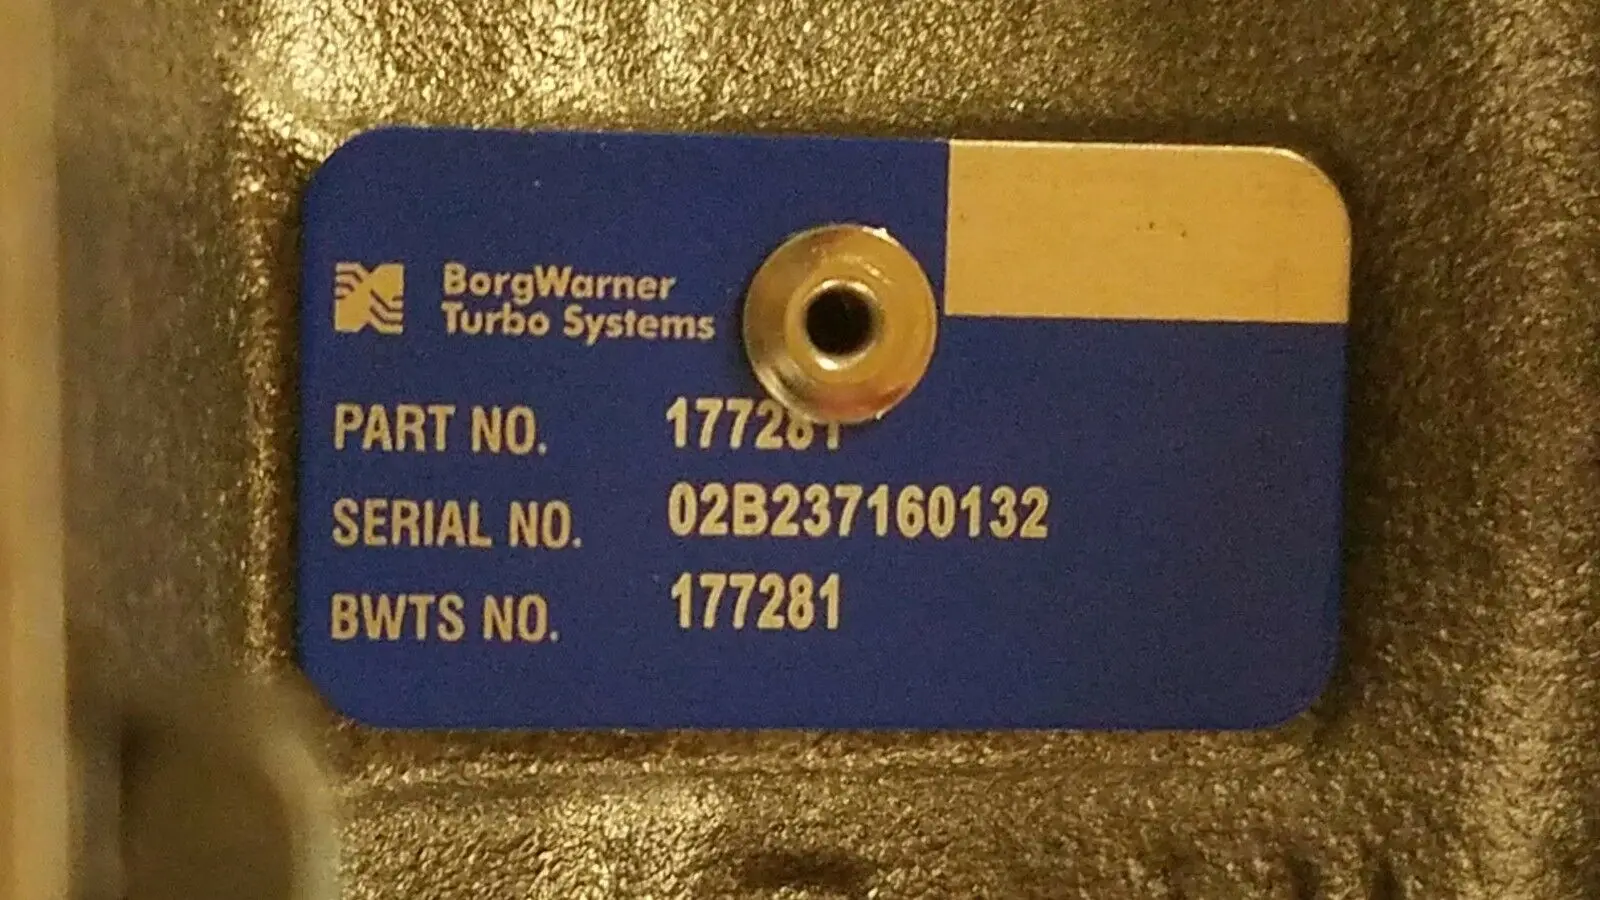 BorgWarner
Turbo Systems
PART NO. 177281
SERIAL NO. 02B237160132
BWTS NO. 177281